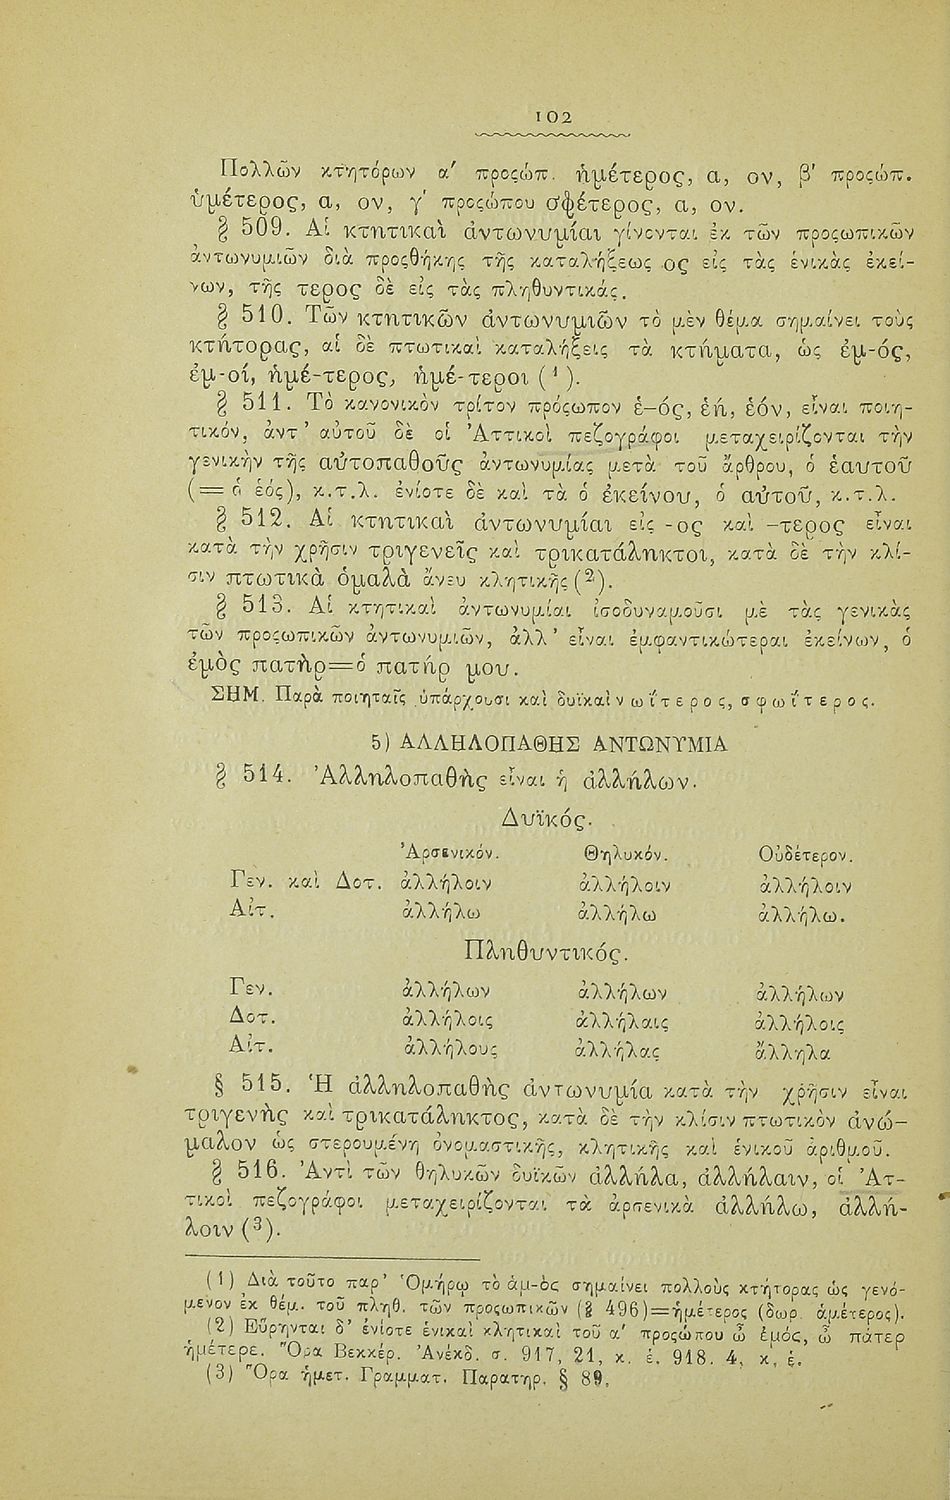 102
Πολλῶν κτητόρων α′ προςώπ. ἡμέτερος, α, ον, β′ προςώπ.
ὑμέτερος, α, ον, γ′ προςώπου σφέτερος, α, ον.
§ 509. Αἱ κτητικαὶ ἀντωνυμίαι γίνονται ἐκ τῶν προςωπικῶν
ἀντωνυμιῶν διὰ προςθήκης τῆς καταλήξεως ος εἰς τὰς ἑνικὰς ἐκεί-
νων, τῆς τερος δὲ εἰς τὰς πληθυντικάς.
§ 510. Τῶν κτητικῶν ἀντωνυμιῶν τὸ μὲν θέμα σημαίνει τοὺς
κτήτορας, αἱ δὲ πτωτικαὶ καταλήξεις τὰ κτήματα, ὡς ἐμ-ός,
ἐμ-οί, ἡμέ-τερος, ἡμέ-τεροι (1).
§ 511. Τὸ κανονικὸν τρίτον πρόςωπον ἑ–ός, ἑή, ἑόν, εἶναι ποιη-
τικόν, ἀντ' αὐτοῦ δὲ οἱ Ἀττικοὶ πεζογράφοι μεταχειρίζονται τὴν
γενικὴν τῆς αὐτοπαθοῦς ἀντωνυμίας μετὰ τοῦ ἄρθρου, ὁ ἑαυτοῦ
(= ὁ ἑός), κ.τ.λ. ἐνίοτε δὲ καὶ τὰ ὁ ἐκείνου, ὁ αὐτοῦ, κ.τ.λ.
§ 512. Αἱ κτητικαὶ ἀντωνυμίαι εἰς -ος καὶ –τερος εἶναι
κατὰ τὴν χρῆσιν τριγενεῖς καὶ τρικατάληκτοι, κατὰ δὲ τὴν κλί-
σιν πτωτικὰ ὁμαλὰ ἄνευ κλητικῆς(2).
§ 513. Αἱ κτητικαὶ ἀντωνυμίαι ἰσοδυναμοῦσι μὲ τὰς γενικὰς
τῶν προςωπικῶν ἀντωνυμιῶν, ἀλλ' εἶναι ἐμφαντικώτεραι ἐκείνων, ὁ
ἐμὸς πατὴρ=ὁ πατήρ μου.
ΣΗΜ. Παρὰ ποιηταῖς ὑπάρχουσι καὶ δυϊκαὶ νωΐτερος, σφωΐτερος.
5) ΑΛΛΗΛΟΠΑΘΗΣ ΑΝΤΩΝΥΜΙΑ
§ 514. Ἀλληλοπαθὴς εἶναι ἡ ἀλλήλων.
Δυϊκός.
Ἀρσενικόν. Θηλυκόν. Οὐδέτερον.
Γεν. καὶ Δοτ. ἀλλήλοιν ἀλλήλοιν ἀλλήλοιν
Αἰτ. ἀλλήλω ἀλλήλω ἀλλήλω.
Πληθυντικός.
Γεν. ἀλλήλων ἀλλήλων ἀλλήλων
Δοτ. ἀλλήλοις ἀλλήλαις ἀλλήλοις
Αἰτ. ἀλλήλους ἀλλήλας ἄλληλα
§ 515. Ἡ ἀλληλοπαθὴς ἀντωνυμία κατὰ τὴν χρῆσιν εἶναι
τριγενὴς καὶ τρικατάληκτος, κατὰ δὲ τὴν κλίσιν πτωτικὸν ἀνώ-
μαλον ὡς στερουμένη ὀνομαστικῆς, κλητικῆς καὶ ἑνικοῦ ἀριθμοῦ.
§ 516. Ἀντὶ τῶν θηλυκῶν δυϊκῶν ἀλλήλα, ἀλλήλαιν, οἱ Ἀτ-
τικοὶ πεζογράφοι μεταχειρίζονται τὰ ἀρσενικὰ ἀλλήλω, ἀλλή-
λοιν (3).
(1) Διὰ τοῦτο παρ' Ὁμήρῳ τὸ ἁμ-ὸς σημαίνει πολλοὺς κτήτορας ὡς γενό-
μενον ἐκ θέμ. τοῦ πληθ. τῶν προςωπικῶν (§ 496)=ἡμέτερος (δωρ. ἁμέτερος).
(2) Εὕρηνται δ' ἐνίοτε ἑνικαὶ κλητικαὶ τοῦ α′ προςώπου ὦ ἐμός, ὦ πάτερ
ἡμέτερε. Ὅρα Βεκκέρ. Ἀνέκδ. σ. 917, 21, κ. ἑ. 918. 4, κ. ἑ.
(3) Ὅρα ἡμετ. Γραμματ. Παρατηρ. § 89.